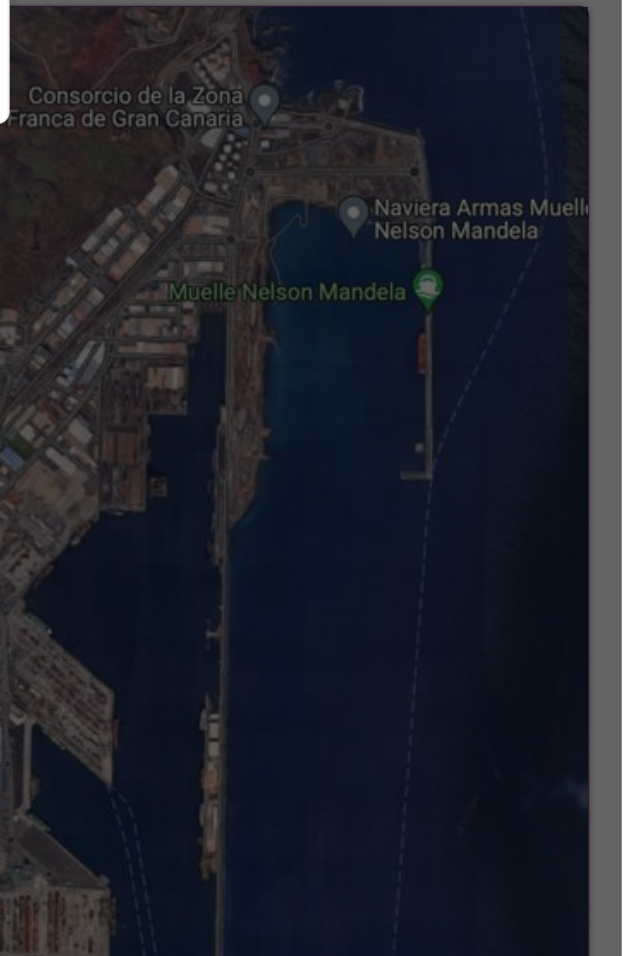 Consorcio de la Zona
Franca de Gran Canaria
Naviera Armas Muelle
Nelson Mandela
Muelle Nelson Mandela